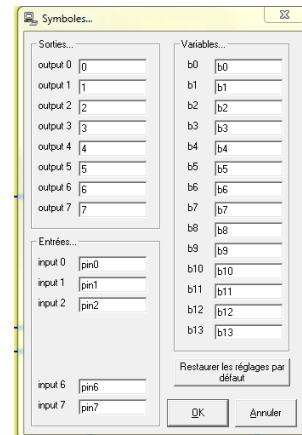 Symboles...
Sorties...
output 0 0
output 1 1
output 2 2
output 3 3
output 4 4
output 5 5
output 6 6
output 7 7
Entrées...
input 0 pin0
input 1 pin1
input 2 pin2
input 6 pin6
input 7 pin7
Variables...
b0 b0
b1 b1
b2 b2
b3 b3
b4 b4
b5 b5
b6 b6
b7 b7
b8 b8
b9 b9
b10 b10
b11 b11
b12 b12
b13 b13
Restaurer les réglages par
défaut
OK Annuler